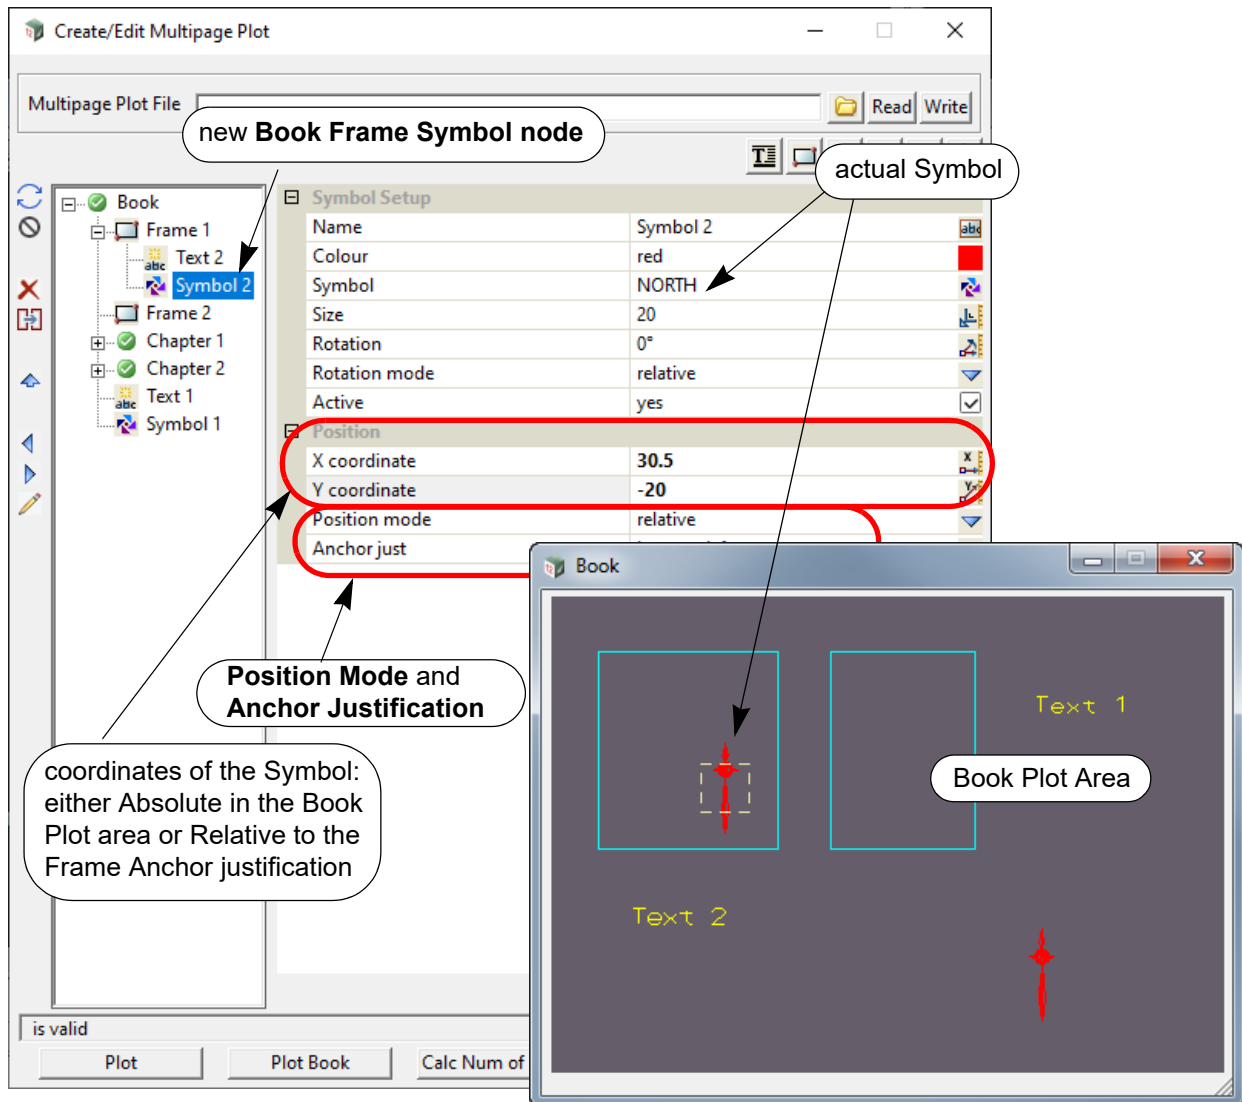 Create/Edit Multipage Plot
Multipage Plot File
Read
Write
new Book Frame Symbol node
actual Symbol
Book
Frame 1
Text 2
Symbol 2
Frame 2
Chapter 1
Chapter 2
Text 1
Symbol 1
Symbol Setup
Name Symbol 2
Colour red
Symbol NORTH
Size 20
Rotation 0°
Rotation mode relative
Active yes
Position
X coordinate 30.5
Y coordinate -20
Position mode relative
Anchor just
Position Mode and
Anchor Justification
coordinates of the Symbol:
either Absolute in the Book
Plot area or Relative to the
Frame Anchor justification
Book
Text 1
Book Plot Area
Text 2
is valid
Plot
Plot Book
Calc Num of